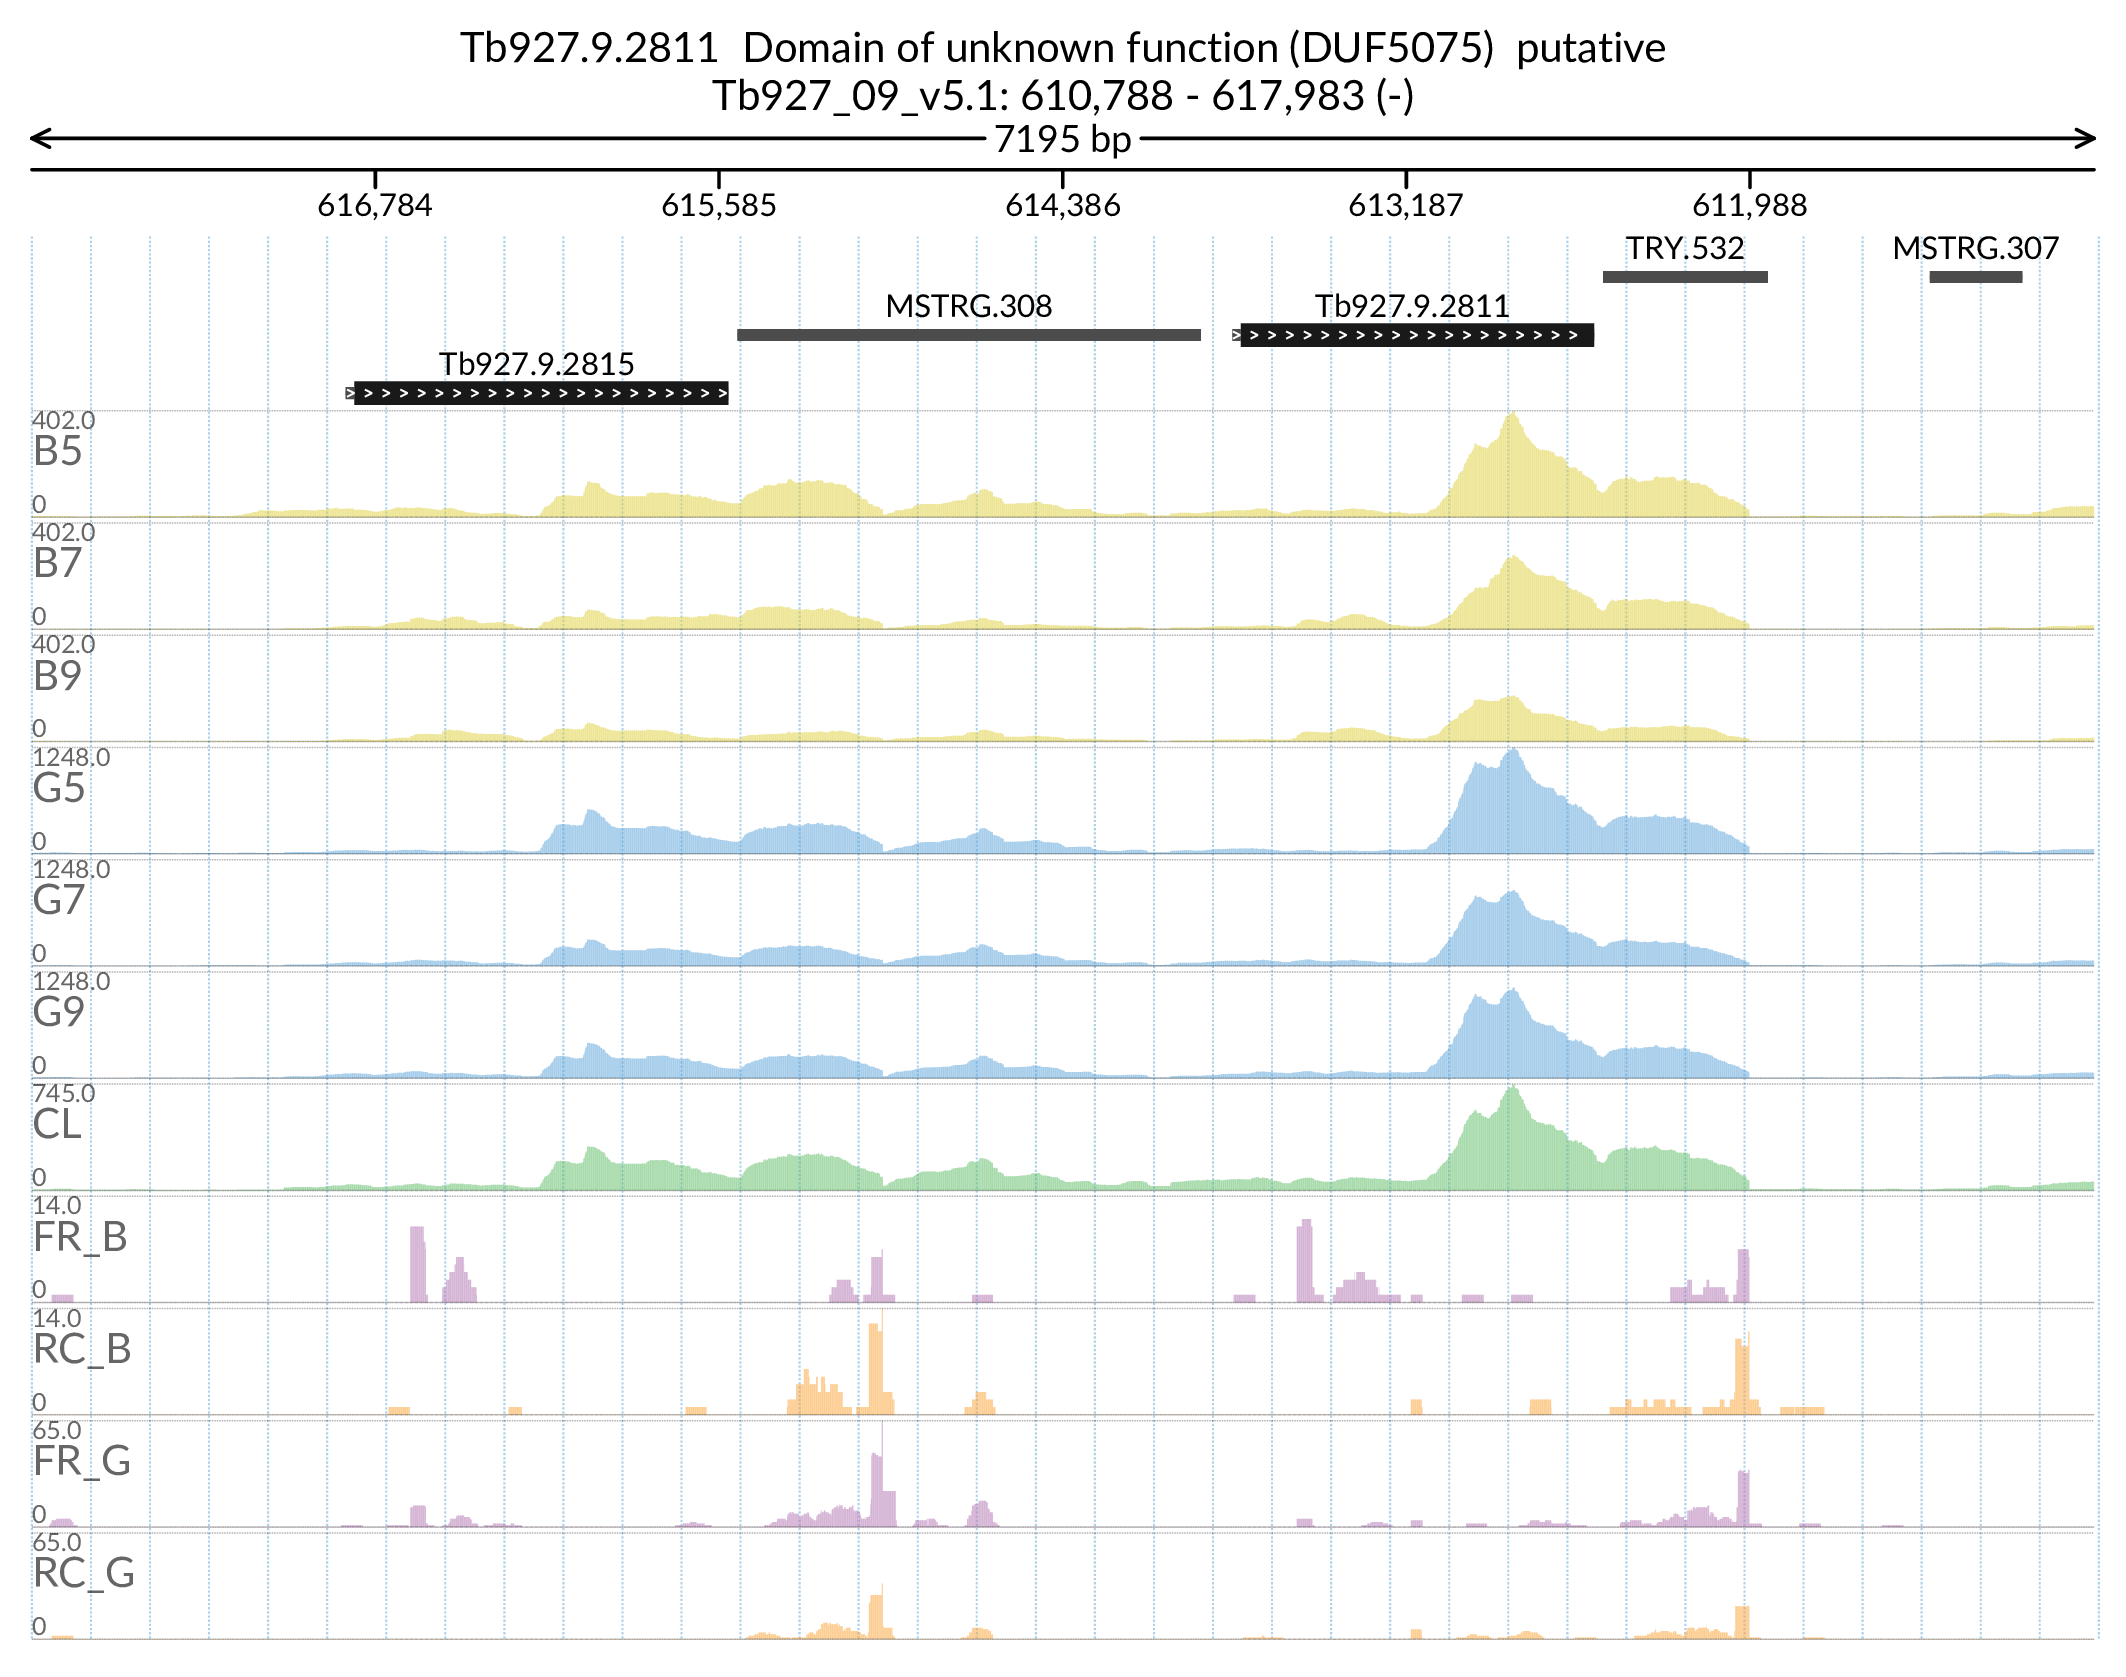 Tb927.9.2811  Domain of unknown function (DUF5075)  putative
Tb927_09_v5.1: 610,788 - 617,983 (-)
7195 bp
616,784 615,585 614,386 613,187 611,988
TRY.532 MSTRG.307
MSTRG.308 Tb927.9.2811
Tb927.9.2815
402.0
B5
0
402.0
B7
0
402.0
B9
0
1248.0
G5
0
1248.0
G7
0
1248.0
G9
0
745.0
CL
0
14.0
FR_B
0
14.0
RC_B
0
65.0
FR_G
0
65.0
RC_G
0